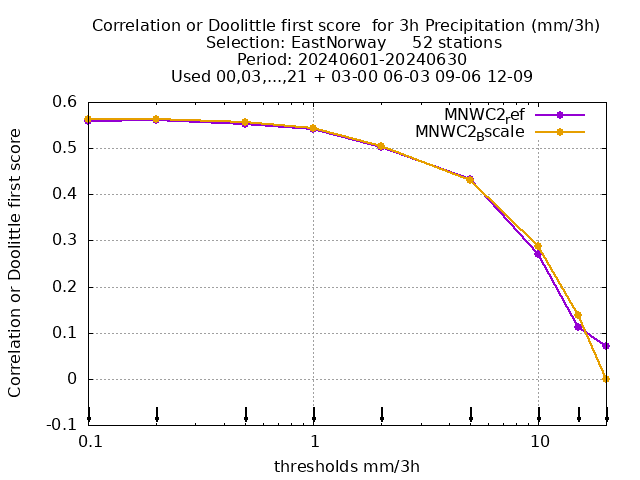 Correlation or Doolittle first score  for 3h Precipitation (mm/3h)
Selection: EastNorway     52 stations
Period: 20240601-20240630
Used 00,03,...,21 + 03-00 06-03 09-06 12-09
MNWC2ref
MNWC2Bscale
Correlation or Doolittle first score
0.6
0.5
0.4
0.3
0.2
0.1
0
-0.1
0.1
1
10
thresholds mm/3h